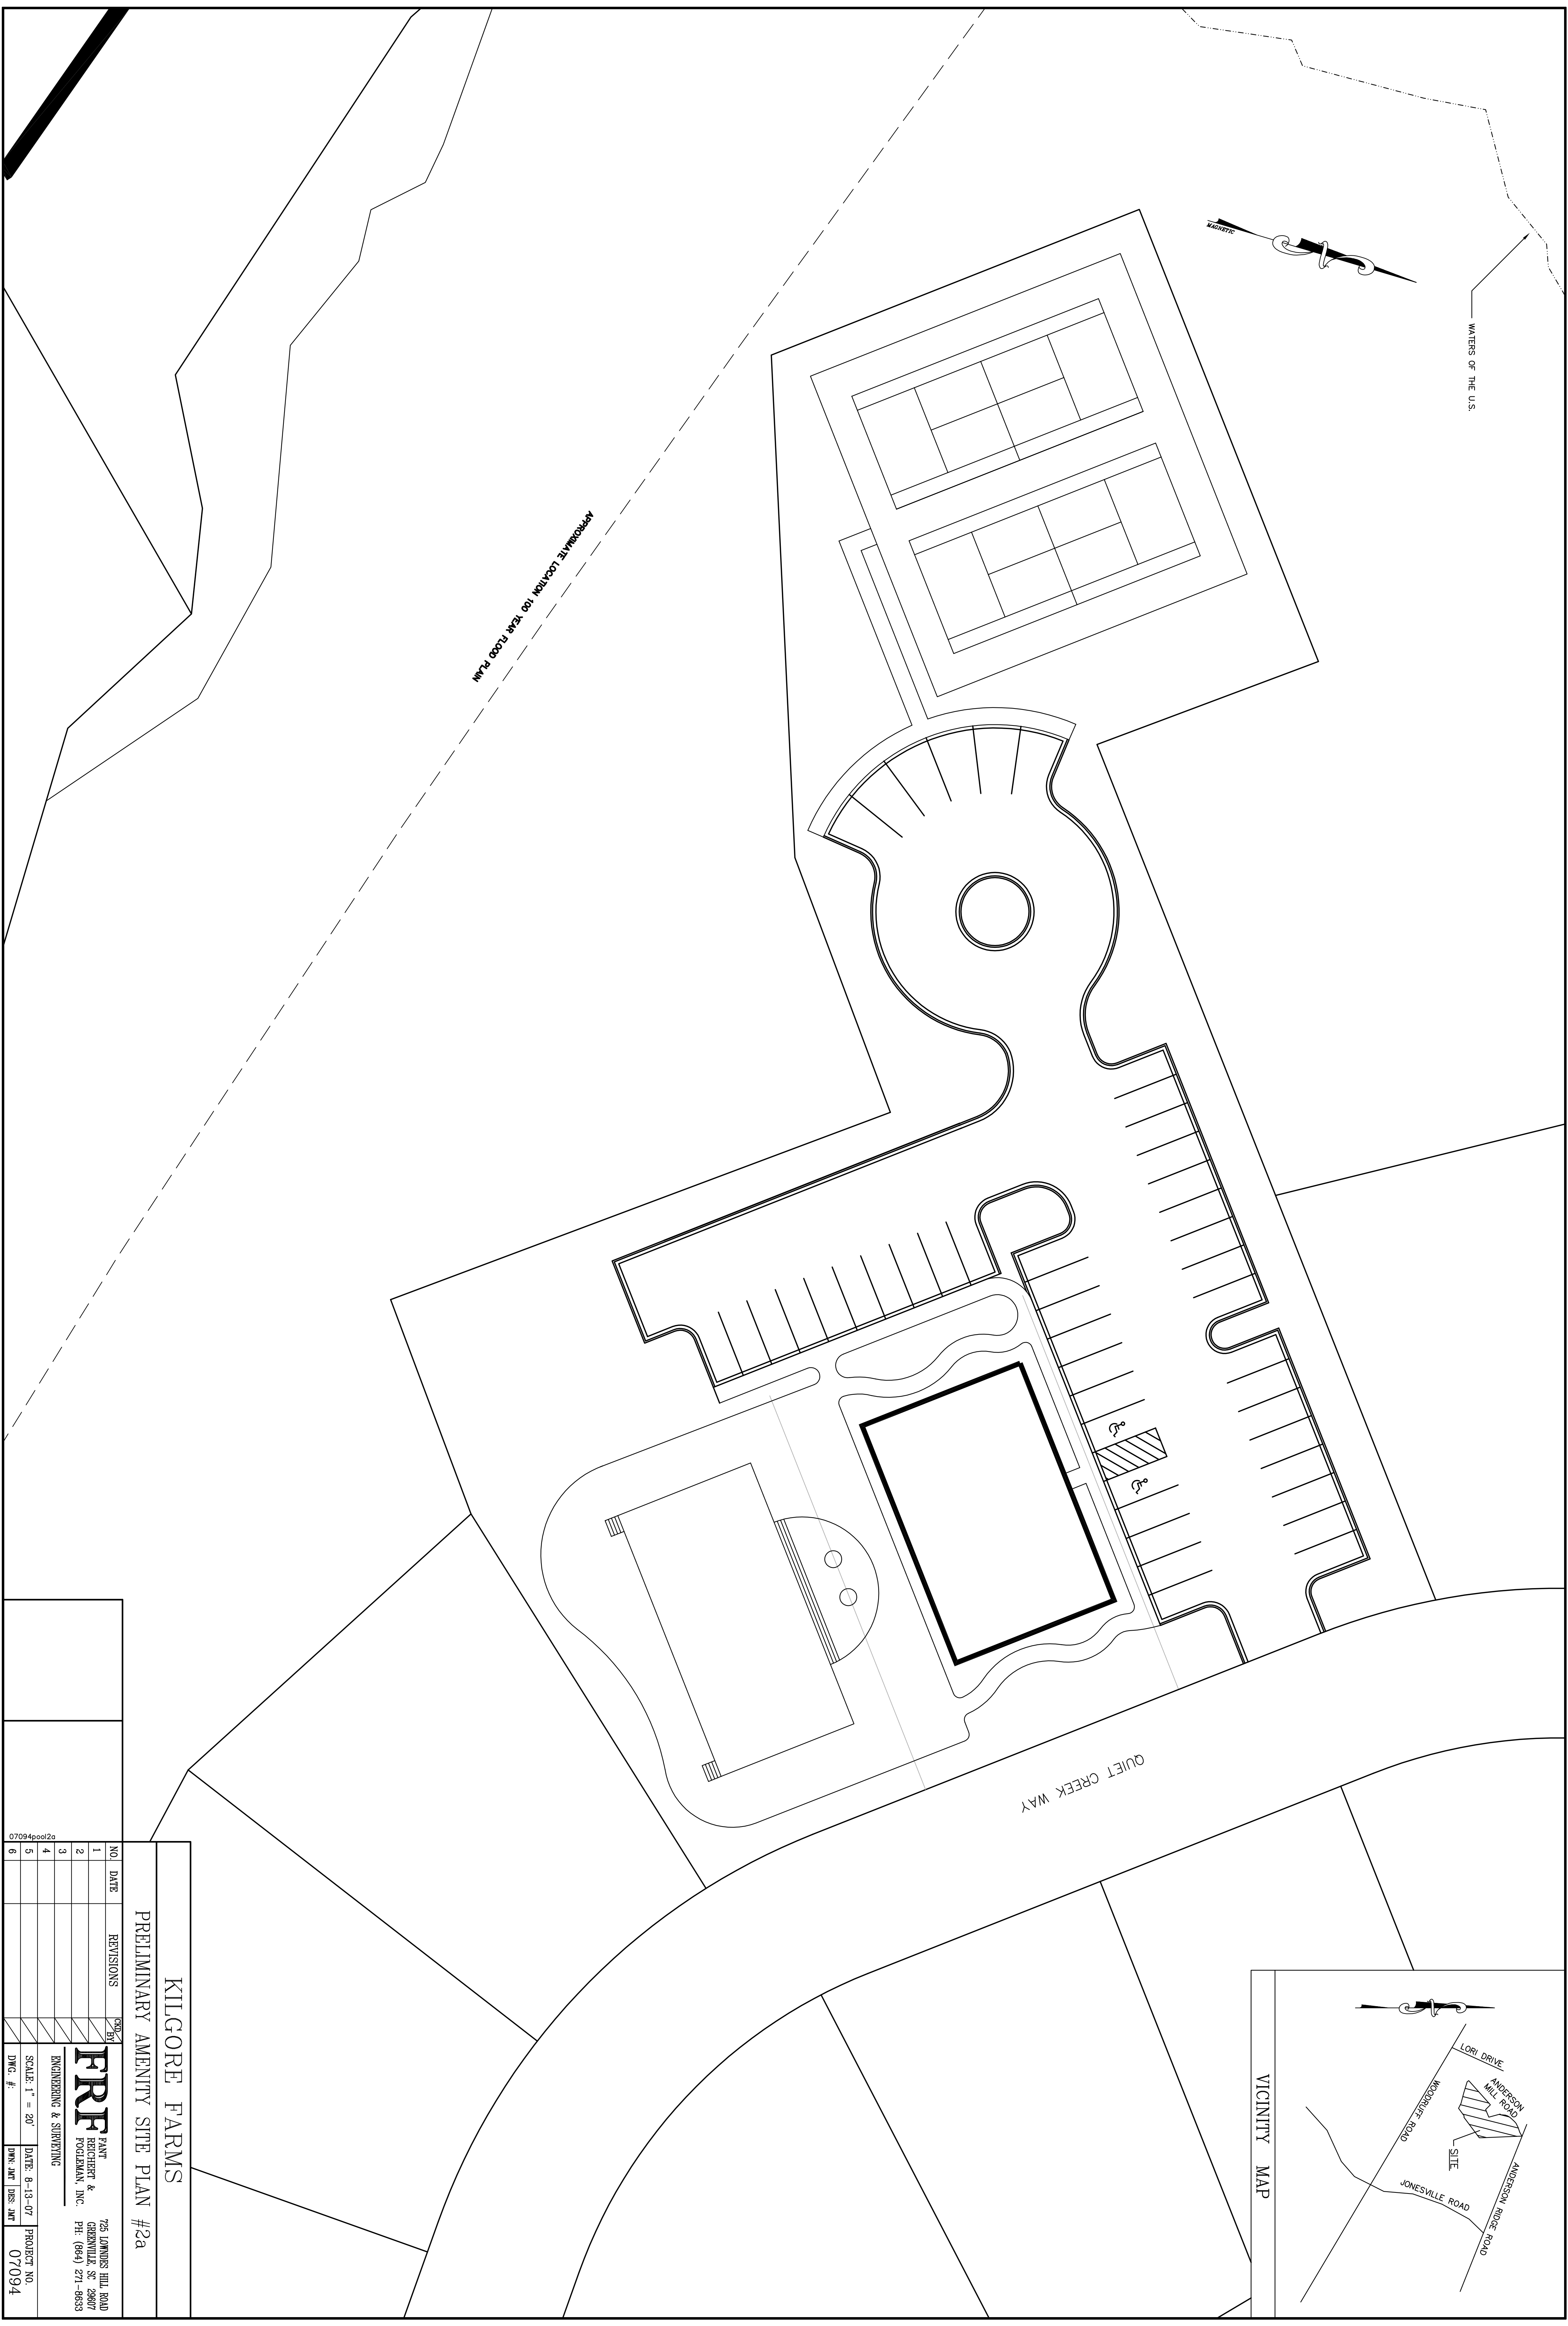 MAGNETIC
WATERS OF THE U.S.
APPROXIMATE LOCATION 100 YEAR FLOOD PLAIN
QUIET CREEK WAY
LORI DRIVE
ANDERSON
MILL ROAD
WOODRUFF ROAD
SITE
JONESVILLE ROAD
ANDERSON RIDGE ROAD
VICINITY MAP
KILGORE FARMS
PRELIMINARY AMENITY SITE PLAN #2a
07094pool2a
NO. DATE REVISIONS CKD BY
1
2
3
4
5
6
FRF
FANT
REICHERT &
FOGLEMAN, INC.
ENGINEERING & SURVEYING
725 LOWNDES HILL ROAD
GREENVILLE, SC 29607
PH: (864) 271-8633
SCALE: 1" = 20'
DATE: 8-13-07
PROJECT NO.
DWG. #:
DWN: JMT
DES: JMT
07094